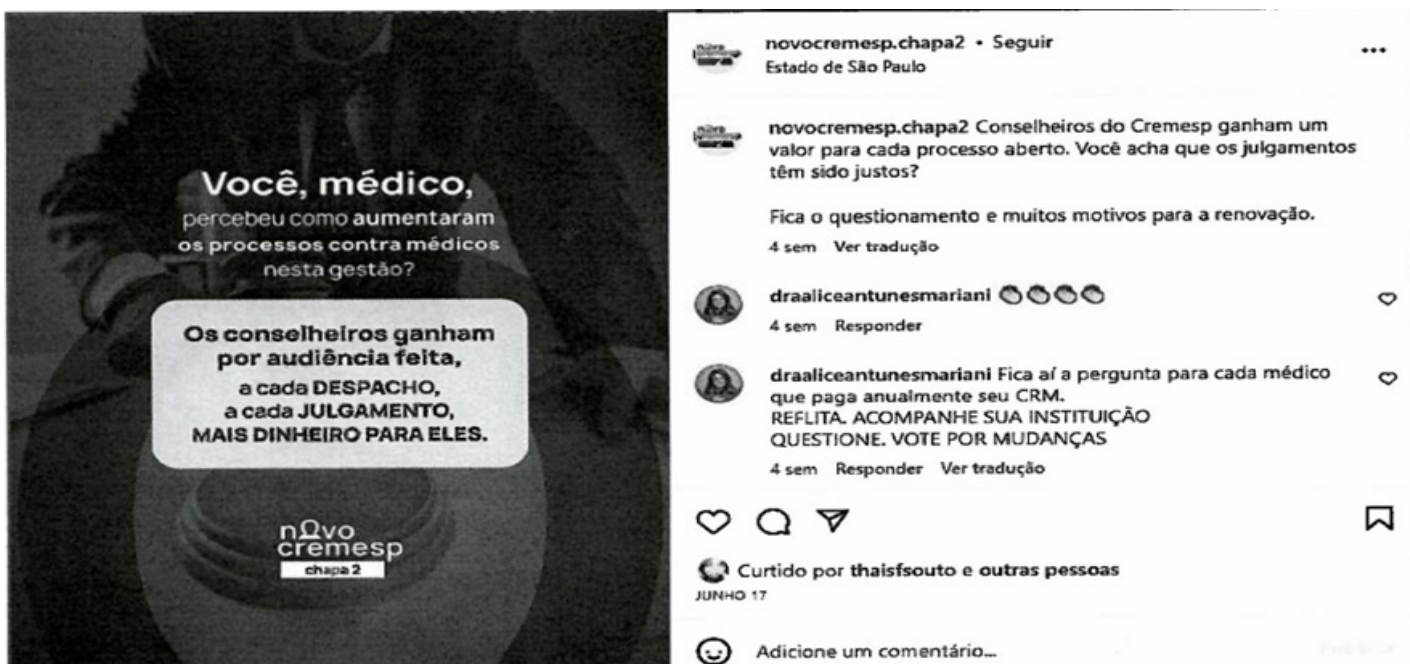 Você, médico,
percebeu como aumentaram
os processos contra médicos
nesta gestão?
Os conselheiros ganham
por audiência feita,
a cada DESPACHO,
a cada JULGAMENTO,
MAIS DINHEIRO PARA ELES.
nΩvo
cremesp
chapa 2
novocremesp.chapa2 • Seguir
Estado de São Paulo
novocremesp.chapa2 Conselheiros do Cremesp ganham um
valor para cada processo aberto. Você acha que os julgamentos
têm sido justos?
Fica o questionamento e muitos motivos para a renovação.
4 sem Ver tradução
draaliceantunesmariani 👏👏👏👏
4 sem Responder
draaliceantunesmariani Fica aí a pergunta para cada médico
que paga anualmente seu CRM.
REFLITA. ACOMPANHE SUA INSTITUIÇÃO
QUESTIONE. VOTE POR MUDANÇAS
4 sem Responder Ver tradução
Curtido por thaisfsouto e outras pessoas
JUNHO 17
Adicione um comentário...